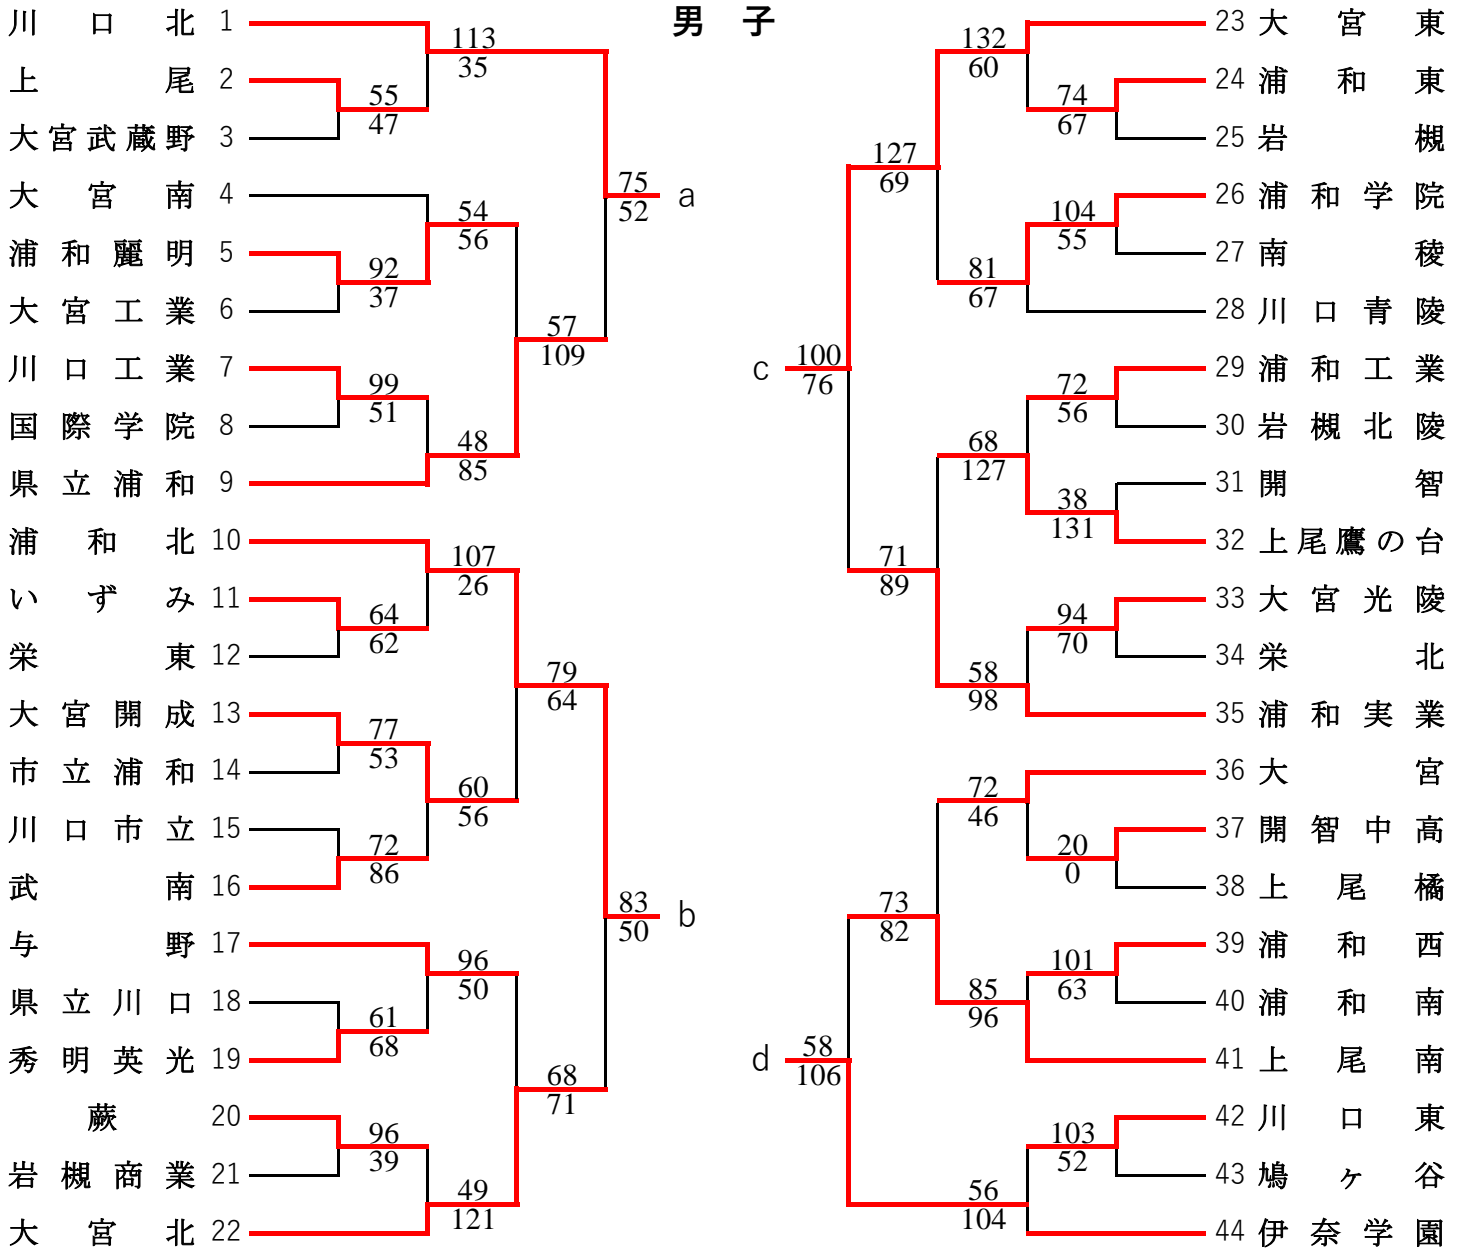 男 子
川口北 1
上尾 2
大宮武蔵野 3
大宮南 4
浦和麗明 5
大宮工業 6
川口工業 7
国際学院 8
県立浦和 9
浦和北 10
いずみ 11
栄東 12
大宮開成 13
市立浦和 14
川口市立 15
武南 16
与野 17
県立川口 18
秀明英光 19
蕨 20
岩槻商業 21
大宮北 22
55
47
92
37
99
51
64
62
77
53
72
86
61
68
96
39
113
35
54
56
48
85
107
26
60
56
96
50
49
121
57
109
79
64
68
71
75
52
a
83
50
b
c
100
76
d
58
106
127
69
71
89
73
82
132
60
81
67
68
127
58
98
72
46
85
96
56
104
74
67
104
55
72
56
38
131
94
70
20
0
101
63
103
52
23 大宮東
24 浦和東
25 岩槻
26 浦和学院
27 南稜
28 川口青陵
29 浦和工業
30 岩槻北陵
31 開智
32 上尾鷹の台
33 大宮光陵
34 栄北
35 浦和実業
36 大宮
37 開智中高
38 上尾橘
39 浦和西
40 浦和南
41 上尾南
42 川口東
43 鳩ヶ谷
44 伊奈学園